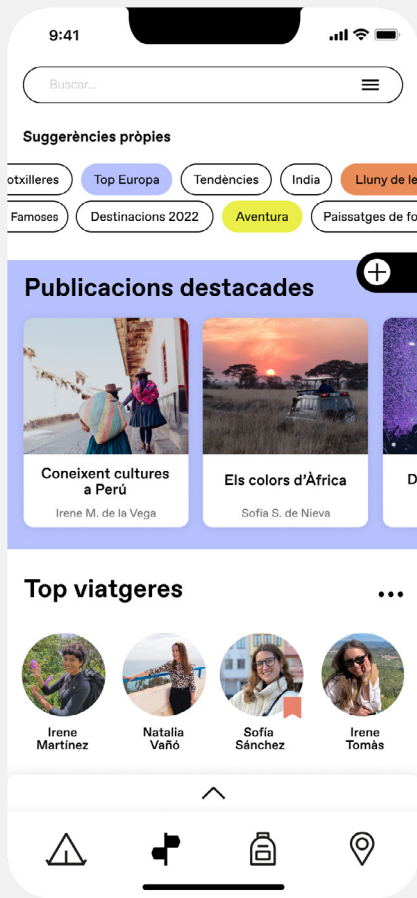 9:41
Buscar...
Suggerències pròpies
otxilleres Top Europa Tendències India Lluny de le
Famoses Destinacions 2022 Aventura Paissatges de fo
Publicacions destacades
Coneixent cultures
a Perú
Irene M. de la Vega
Els colors d'Àfrica
Sofía S. de Nieva
D
Top viatgeres
Irene
Martínez
Natalia
Vañó
Sofía
Sánchez
Irene
Tomàs